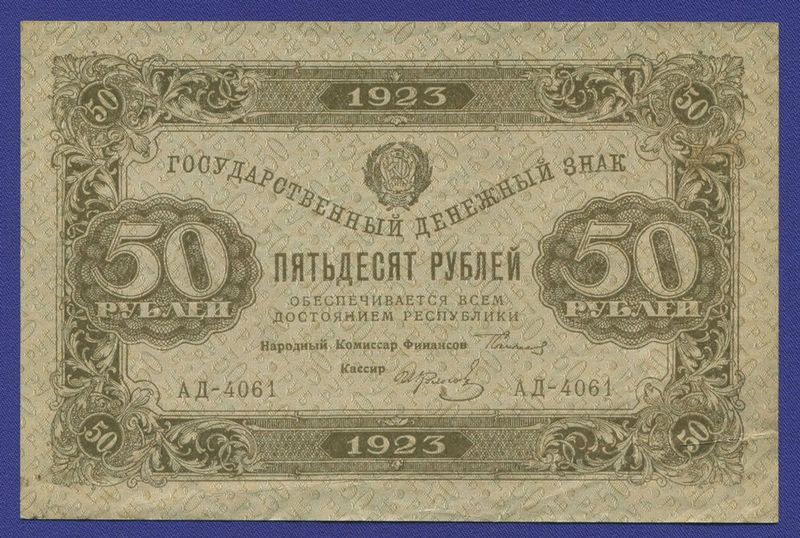 50 1923 50
ГОСУДАРСТВЕННЫЙ ДЕНЕЖНЫЙ ЗНАК
50 РУБЛЕЙ
ПЯТЬДЕСЯТ РУБЛЕЙ
50 РУБЛЕЙ
ОБЕСПЕЧИВАЕТСЯ ВСЕМ
ДОСТОЯНИЕМ РЕСПУБЛИКИ
Народный Комиссар Финансов
Кассир
АД-4061 АД-4061
50 1923 50